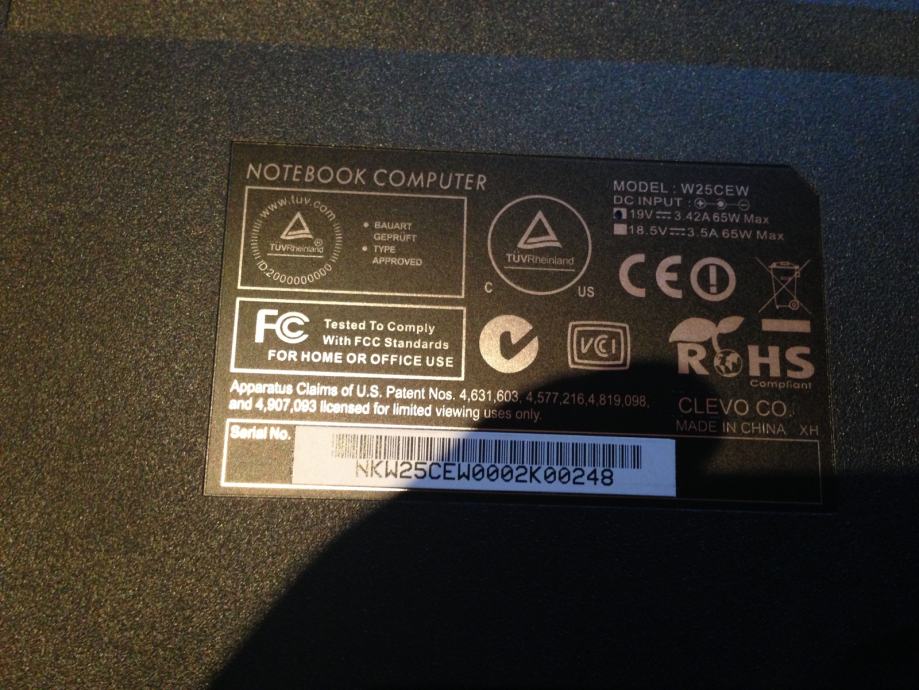 NOTEBOOK COMPUTER
www.tuv.com
TÜVRheinland®
ID2000000000
BAUART
GEPRÜFT
TYPE
APPROVED
TÜVRheinland
C US
MODEL : W25CEW
DC INPUT :
19V 3.42A 65W Max
18.5V 3.5A 65W Max
CE
FC
Tested To Comply
With FCC Standards
FOR HOME OR OFFICE USE
VCI
ROHS
Compliant
Apparatus Claims of U.S. Patent Nos. 4,631,603, 4,577,216,4,819,098,
and 4,907,093 licensed for limited viewing uses only.
CLEVO CO.
MADE IN CHINA XH
Serial No.
NKW25CEW0002K00248